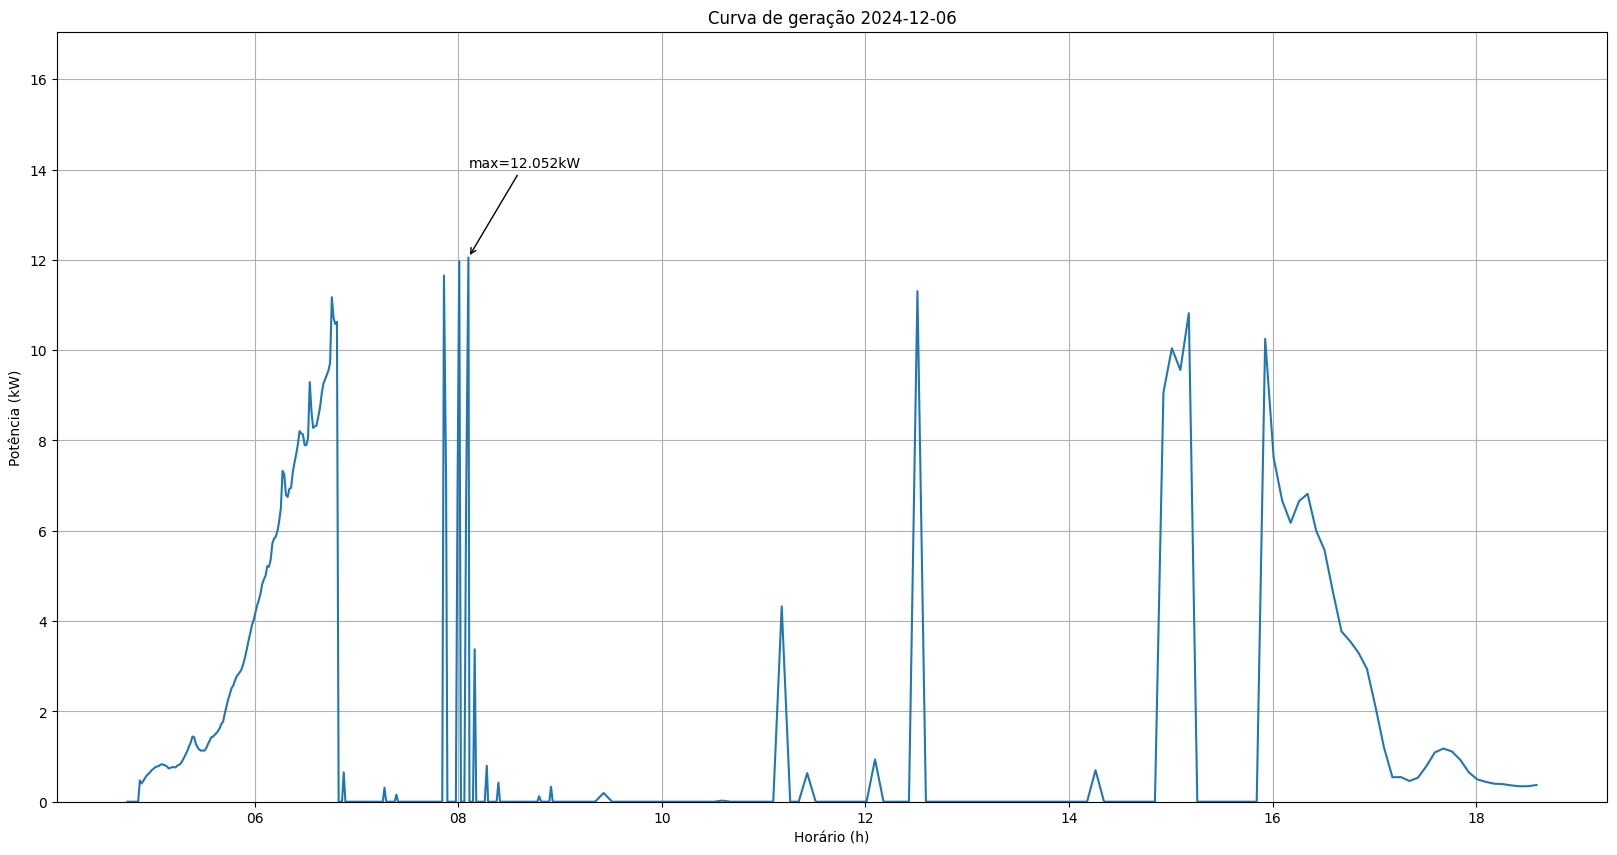 Curva de geração 2024-12-06
16
14
12
10
8
6
4
2
0
max=12.052kW
Potência (kW)
06 08 10 12 14 16 18
Horário (h)